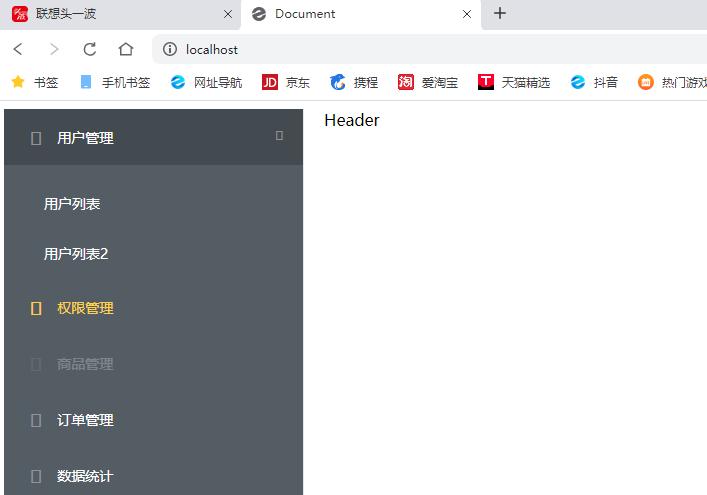 联想头一波 Document
localhost
书签 手机书签 网址导航 JD 京东 携程 淘 爱淘宝 T 天猫精选 抖音 热门游戏
用户管理
Header
用户列表
用户列表2
权限管理
商品管理
订单管理
数据统计